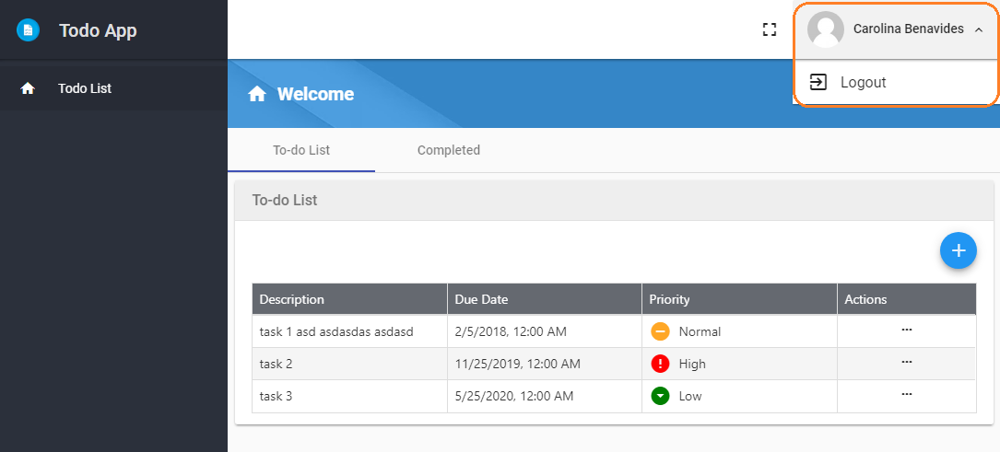 Todo App
Carolina Benavides
Todo List
Logout
Welcome
To-do List Completed
To-do List
+
Description Due Date Priority Actions
task 1 asd asdasdas asdasd 2/5/2018, 12:00 AM Normal ...
task 2 11/25/2019, 12:00 AM High ...
task 3 5/25/2020, 12:00 AM Low ...